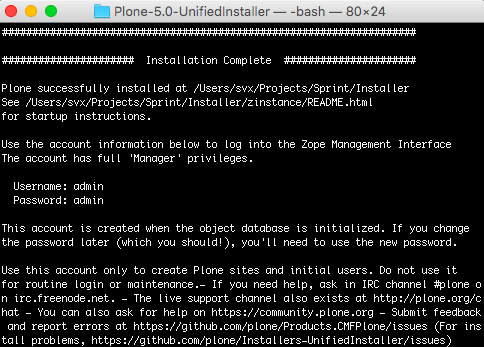 Plone-5.0-UnifiedInstaller — -bash — 80×24
####################################################################
###################### Installation Complete ######################
Plone successfully installed at /Users/svx/Projects/Sprint/Installer
See /Users/svx/Projects/Sprint/Installer/zinstance/README.html
for startup instructions.
Use the account information below to log into the Zope Management Interface
The account has full 'Manager' privileges.
Username: admin
Password: admin
This account is created when the object database is initialized. If you change
the password later (which you should!), you'll need to use the new password.
Use this account only to create Plone sites and initial users. Do not use it
for routine login or maintenance.— If you need help, ask in IRC channel #plone o
n irc.freenode.net. — The live support channel also exists at http://plone.org/c
hat — You can also ask for help on https://community.plone.org — Submit feedback
and report errors at https://github.com/plone/Products.CMFPlone/issues (For ins
tall problems, https://github.com/plone/Installers-UnifiedInstaller/issues)